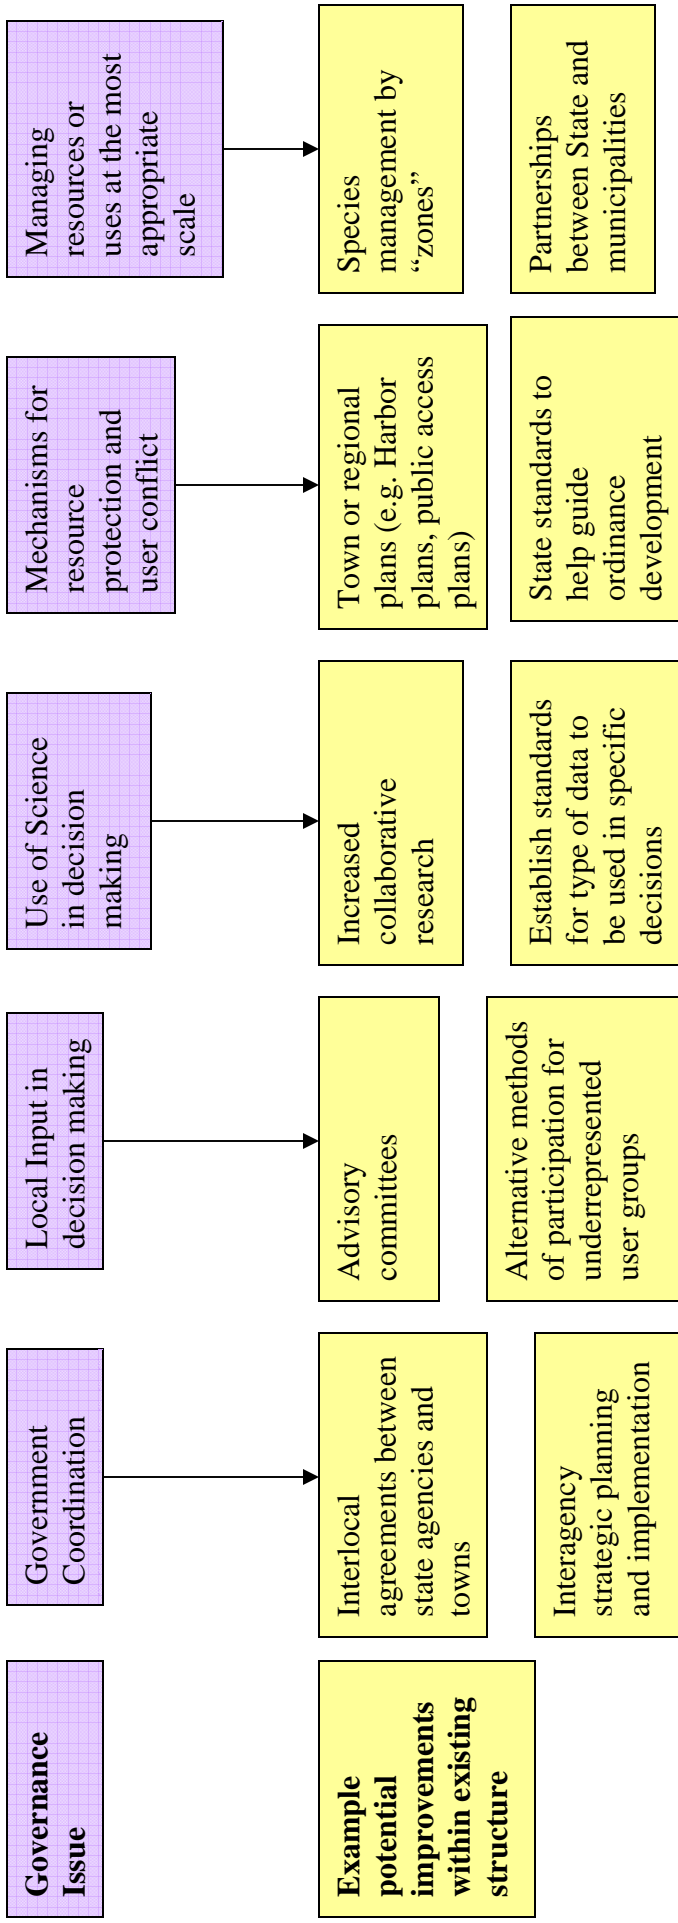 Governance
Issue
Government
Coordination
Local Input in
decision making
Use of Science
in decision
making
Mechanisms for
resource
protection and
user conflict
Managing
resources or
uses at the most
appropriate
scale
Example
potential
improvements
within existing
structure
Interlocal
agreements between
state agencies and
towns
Advisory
committees
Increased
collaborative
research
Town or regional
plans (e.g. Harbor
plans, public access
plans)
Species
management by
“zones”
Interagency
strategic planning
and implementation
Alternative methods
of participation for
underrepresented
user groups
Establish standards
for type of data to
be used in specific
decisions
State standards to
help guide
ordinance
development
Partnerships
between State and
municipalities